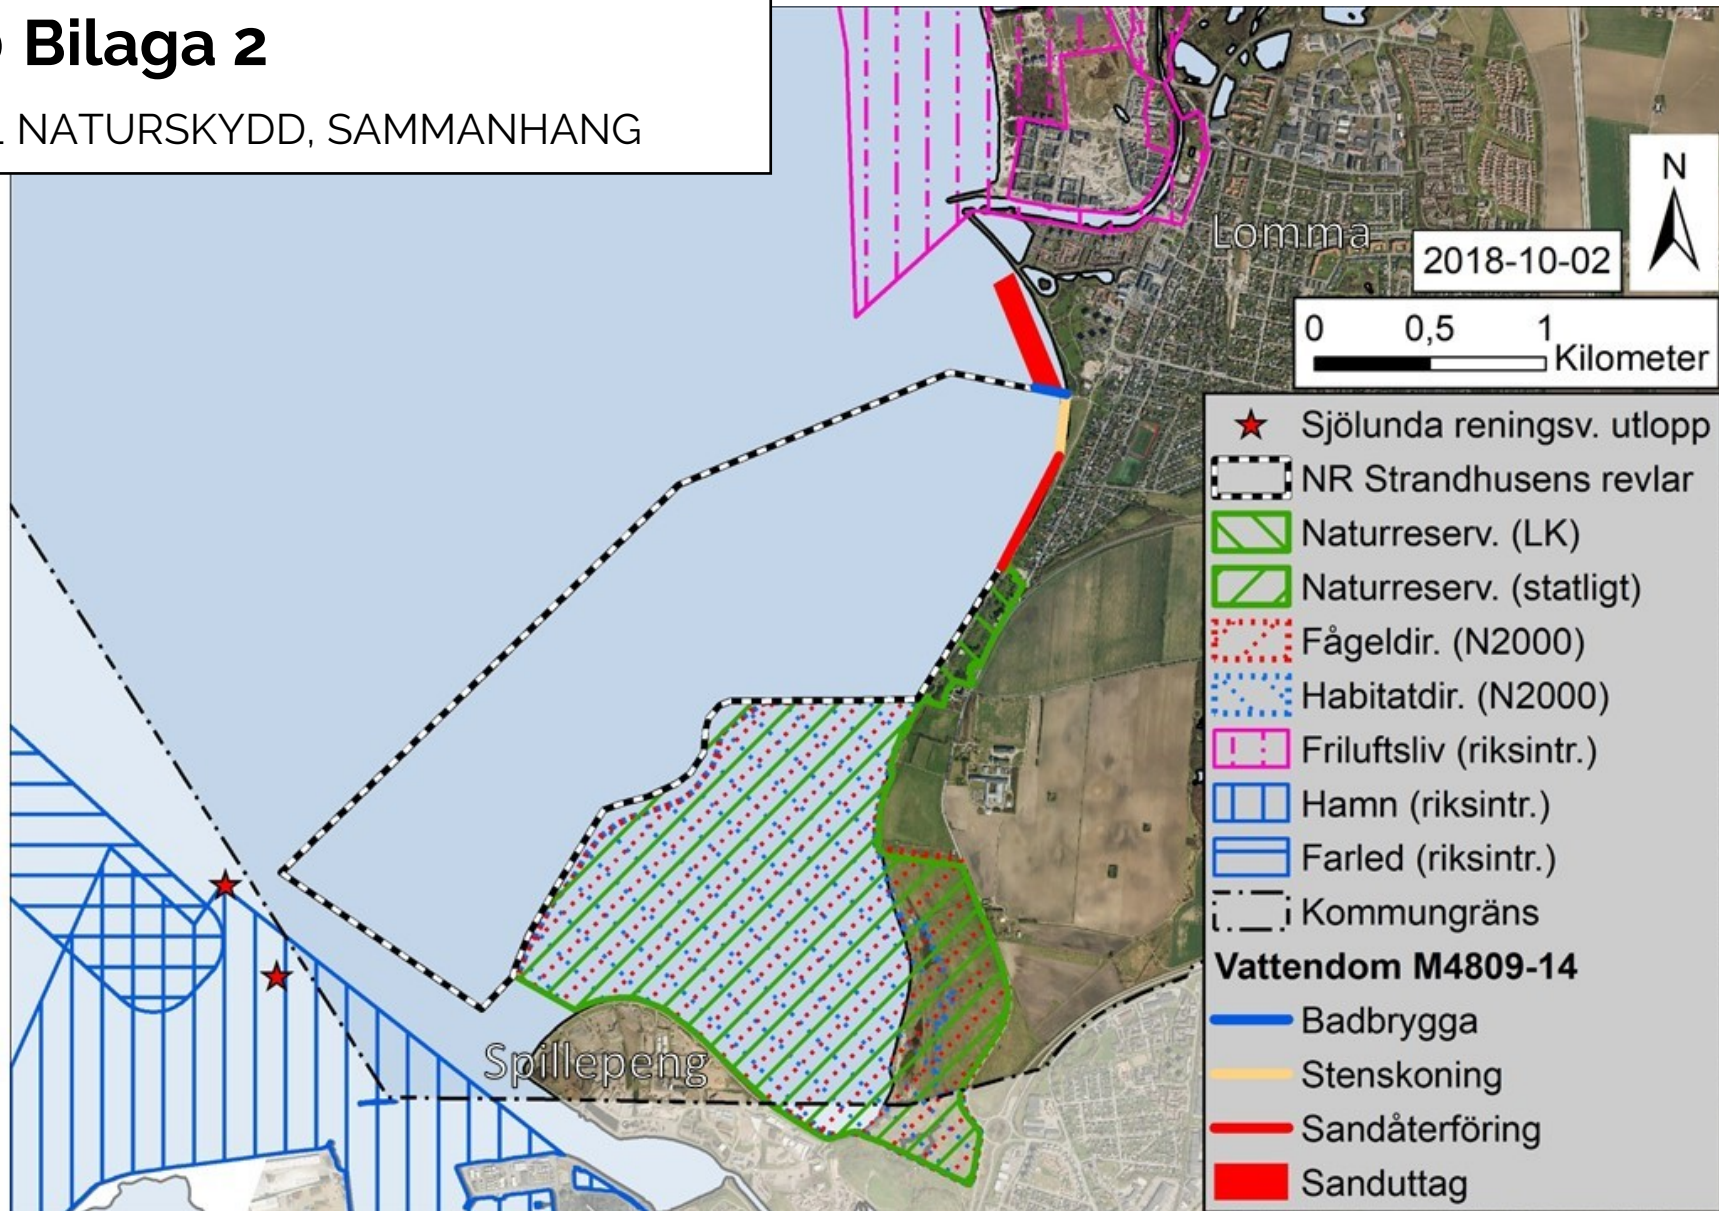 Bilaga 2
NATURSKYDD, SAMMANHANG
N
Lomma
2018-10-02
0 0,5 1
Kilometer
Sjölunda reningsv. utlopp
NR Strandhusens revlar
Naturreserv. (LK)
Naturreserv. (statligt)
Fågeldir. (N2000)
Habitatdir. (N2000)
Friluftsliv (riksintr.)
Hamn (riksintr.)
Farled (riksintr.)
Kommungräns
Vattendom M4809-14
Badbrygga
Stenskoning
Sandåterföring
Sanduttag
Spillepeng